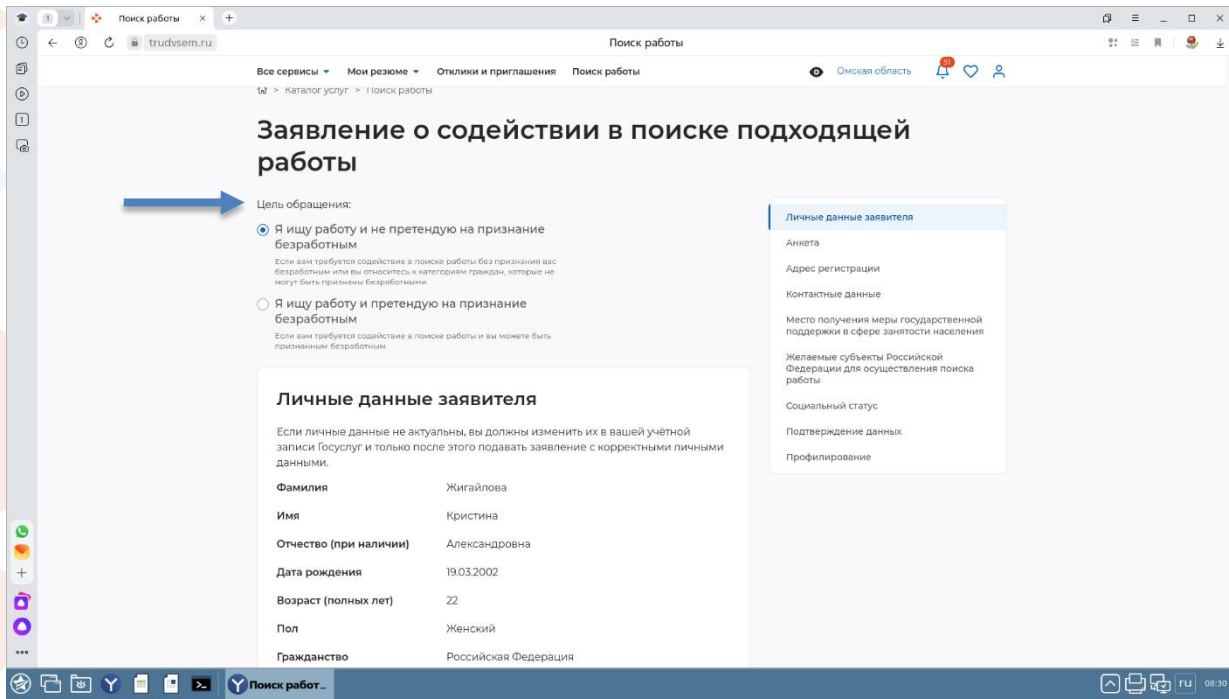 1
Поиск работы
trudvsem.ru
Поиск работы
Все сервисы Мои резюме Отклики и приглашения Поиск работы Омская область 51
> Каталог услуг > Поиск работы
Заявление о содействии в поиске подходящей
работы
Цель обращения:
Я ищу работу и не претендую на признание
безработным
Если вам требуется содействие в поиске работы без признания вас
безработным или вы относитесь к категориям граждан, которые не
могут быть признаны безработными.
Я ищу работу и претендую на признание
безработным
Если вам требуется содействие в поиске работы и вы можете быть
признанным безработным.
Личные данные заявителя
Если личные данные не актуальны, вы должны изменить их в вашей учётной
записи Госуслуг и только после этого подавать заявление с корректными личными
данными.
Фамилия Жигайлова
Имя Кристина
Отчество (при наличии) Александровна
Дата рождения 19.03.2002
Возраст (полных лет) 22
Пол Женский
Гражданство Российская Федерация
Личные данные заявителя
Анкета
Адрес регистрации
Контактные данные
Место получения меры государственной
поддержки в сфере занятости населения
Желаемые субъекты Российской
Федерации для осуществления поиска
работы
Социальный статус
Подтверждение данных
Профилирование
1
Поиск работ...
ru 08:30